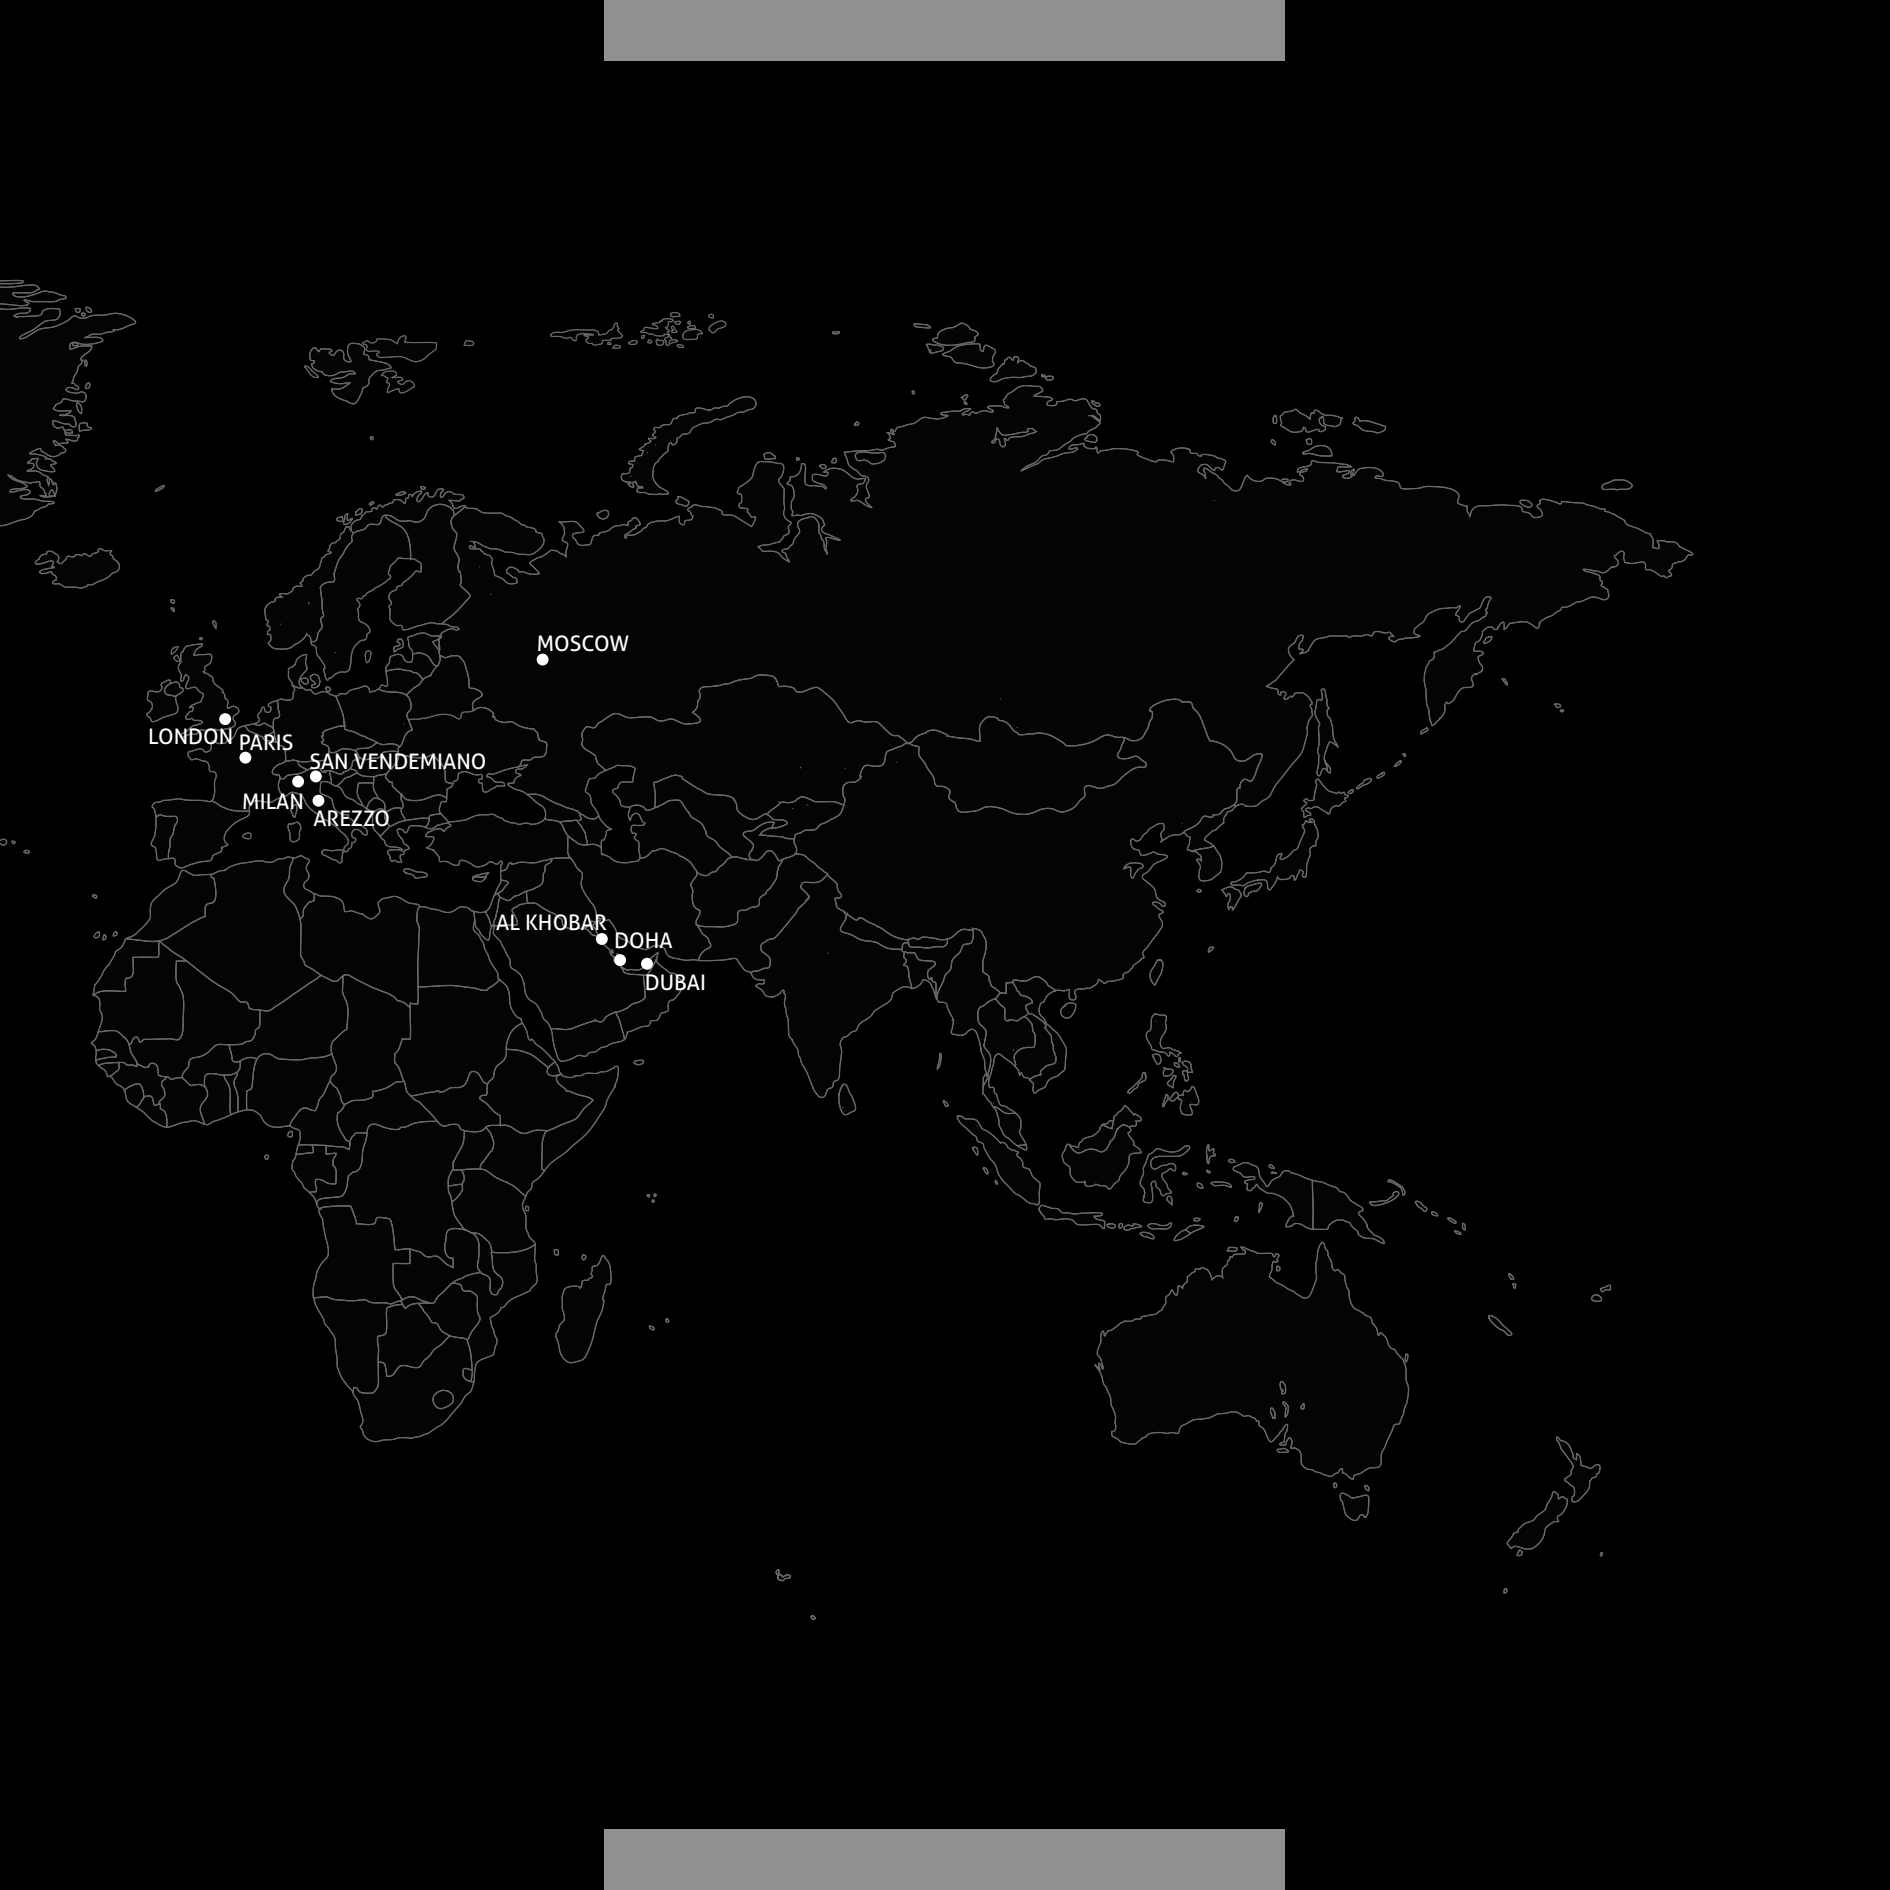 MOSCOW
LONDON
PARIS
SAN VENDEMIANO
MILAN
AREZZO
AL KHOBAR
DOHA
DUBAI